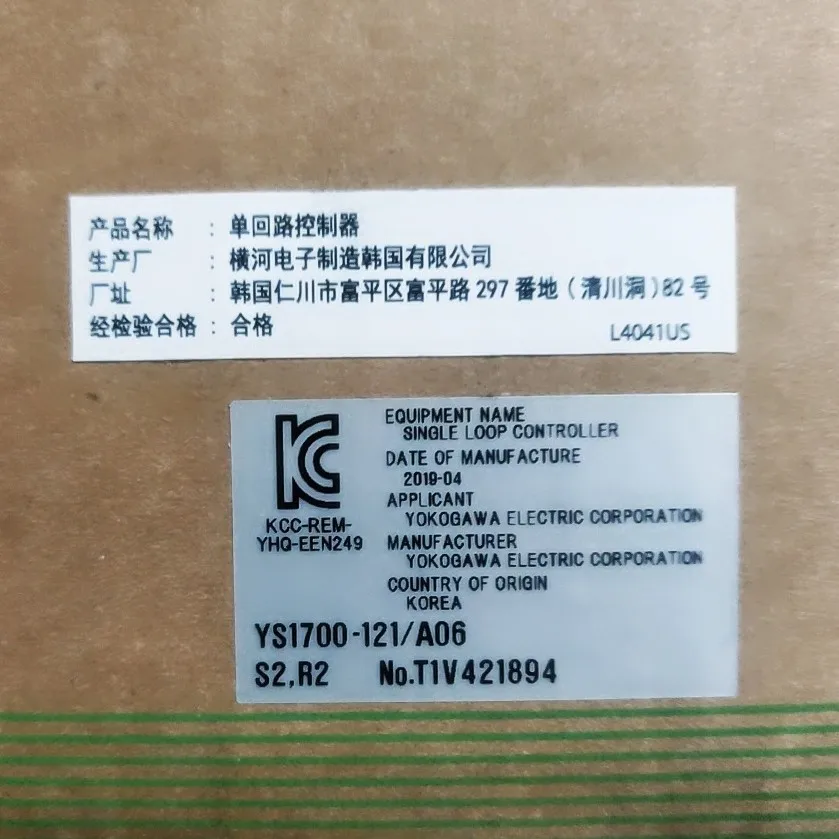 产品名称 : 单回路控制器
生产厂 : 横河电子制造韩国有限公司
厂址 : 韩国仁川市富平区富平路 297 番地 ( 清川洞 ) 82 号
经检验合格 : 合格
L4041US
EQUIPMENT NAME
SINGLE LOOP CONTROLLER
DATE OF MANUFACTURE
2019-04
APPLICANT
YOKOGAWA ELECTRIC CORPORATION
MANUFACTURER
YOKOGAWA ELECTRIC CORPORATION
COUNTRY OF ORIGIN
KOREA
KCC-REM-
YHQ-EEN249
YS1700-121/A06
S2,R2 No.T1V421894